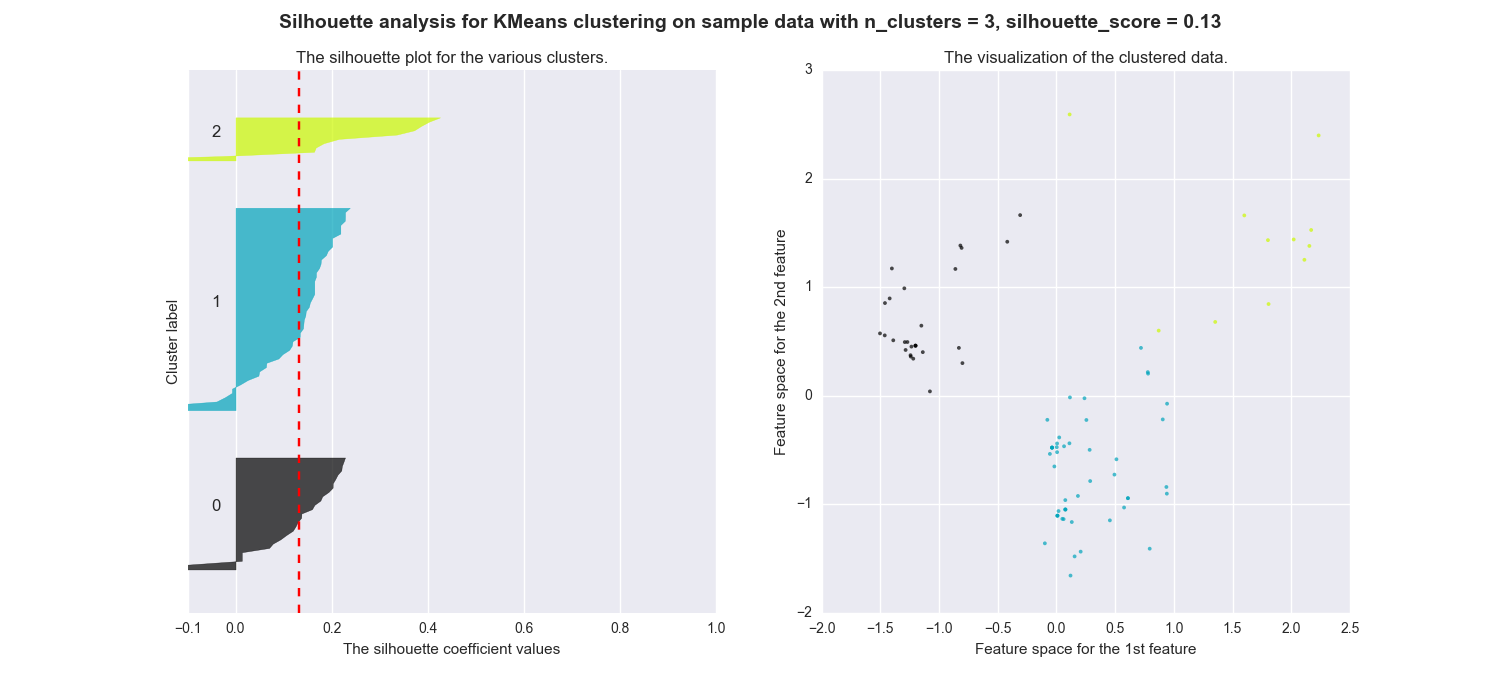 Silhouette analysis for KMeans clustering on sample data with n_clusters = 3, silhouette_score = 0.13
The silhouette plot for the various clusters.
2
1
0
Cluster label
−0.1 0.0 0.2 0.4 0.6 0.8 1.0
The silhouette coefficient values
The visualization of the clustered data.
3
2
1
0
−1
−2
Feature space for the 2nd feature
−2.0 −1.5 −1.0 −0.5 0.0 0.5 1.0 1.5 2.0 2.5
Feature space for the 1st feature